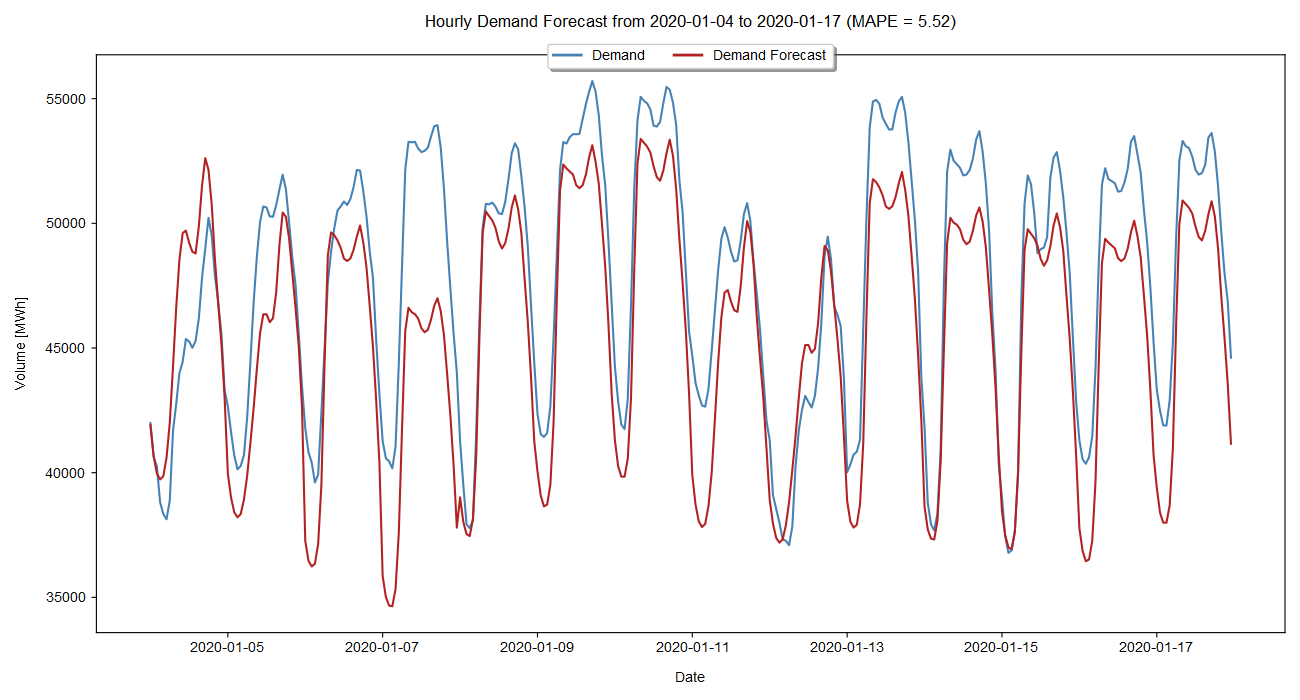 Hourly Demand Forecast from 2020-01-04 to 2020-01-17 (MAPE = 5.52)
Demand
Demand Forecast
55000
50000
45000
40000
35000
Volume [MWh]
2020-01-05
2020-01-07
2020-01-09
2020-01-11
2020-01-13
2020-01-15
2020-01-17
Date